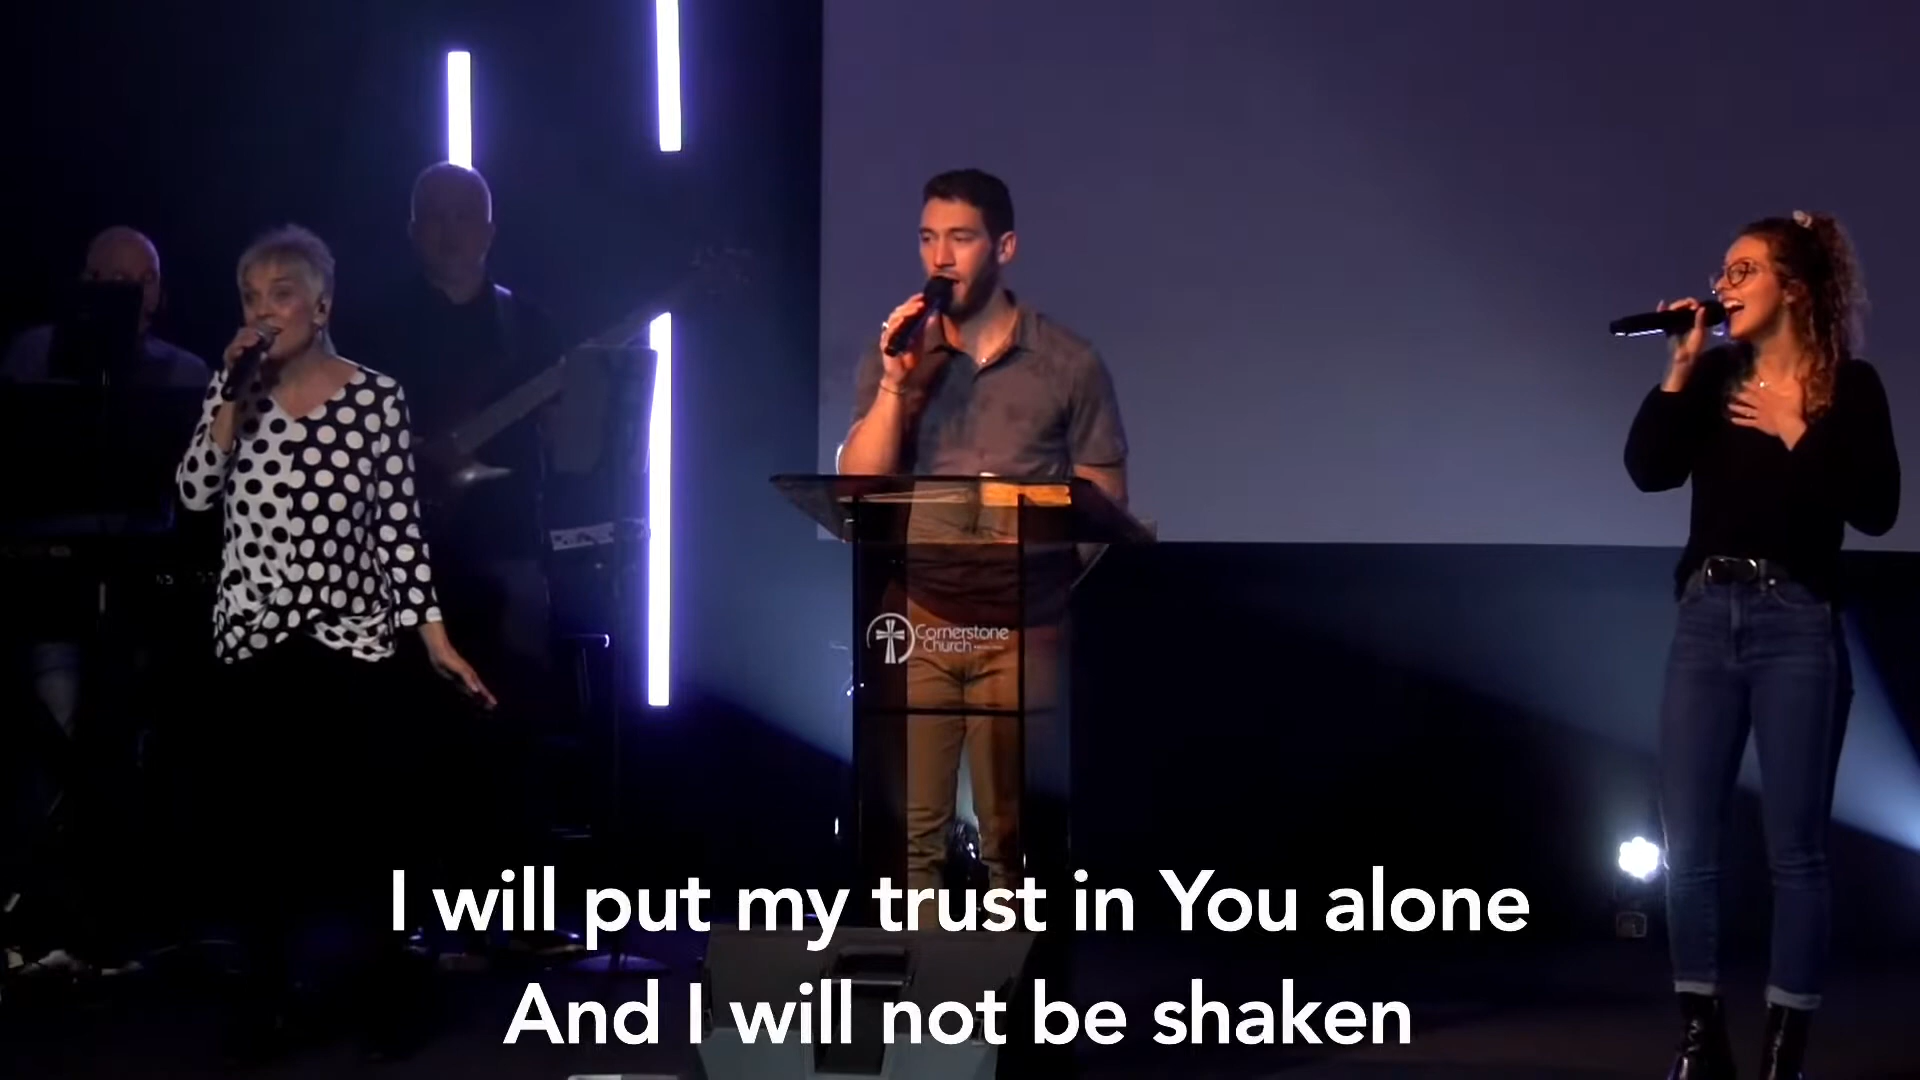 Cornerstone
Church
I will put my trust in You alone
And I will not be shaken